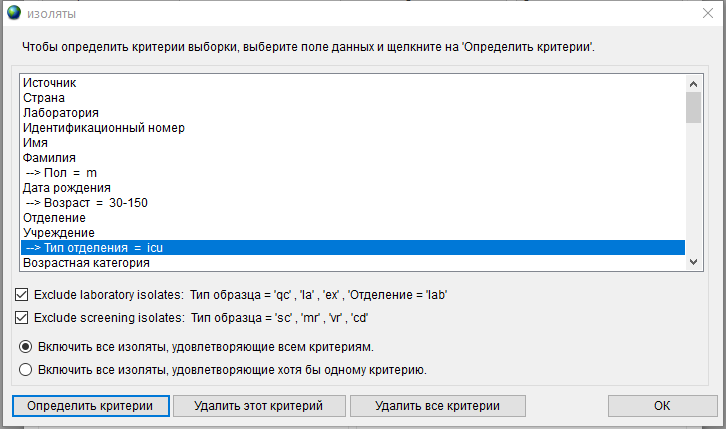 изоляты
Чтобы определить критерии выборки, выберите поле данных и щелкните на 'Определить критерии'.
Источник
Страна
Лаборатория
Идентификационный номер
Имя
Фамилия
--> Пол = m
Дата рождения
--> Возраст = 30-150
Отделение
Учреждение
--> Тип отделения = icu
Возрастная категория
Exclude laboratory isolates: Тип образца = 'qc' , 'la' , 'ex' , 'Отделение = 'lab'
Exclude screening isolates: Тип образца = 'sc' , 'mr' , 'vr' , 'cd'
Включить все изоляты, удовлетворяющие всем критериям.
Включить все изоляты, удовлетворяющие хотя бы одному критерию.
Определить критерии Удалить этот критерий Удалить все критерии OK